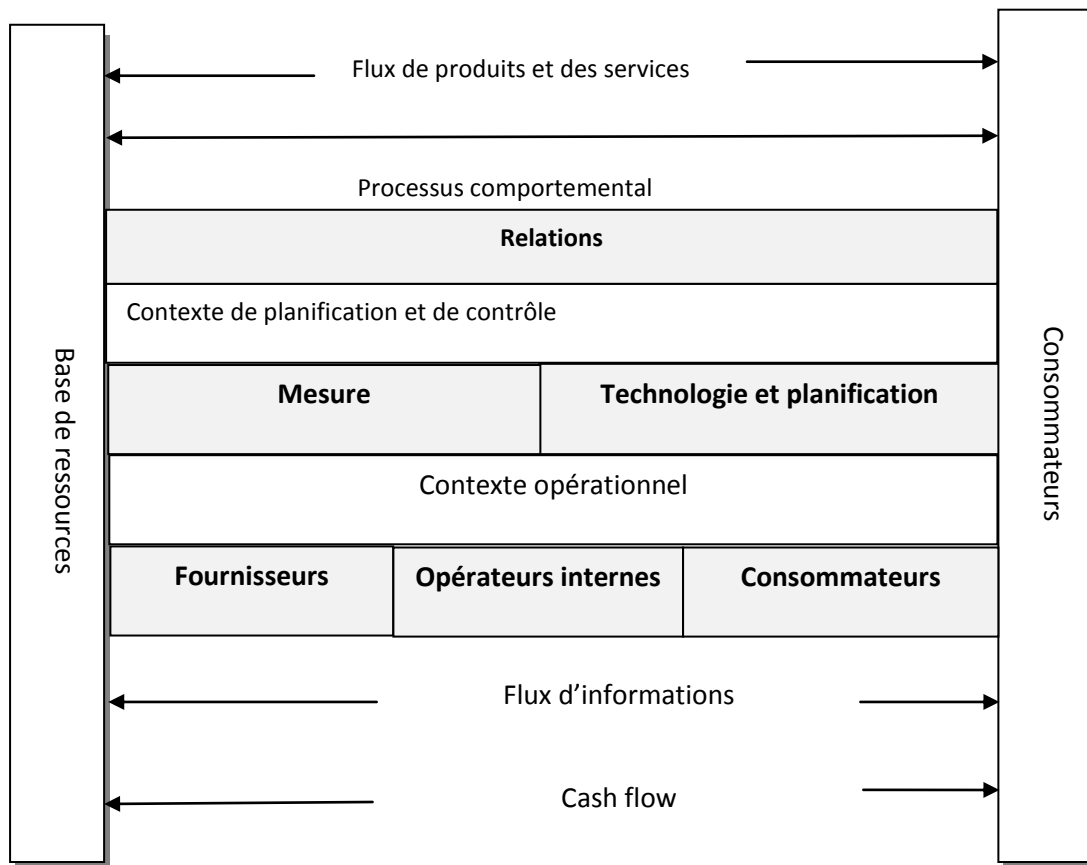 Flux de produits et des services
Processus comportemental
Relations
Contexte de planification et de contrôle
Mesure
Technologie et planification
Contexte opérationnel
Fournisseurs
Opérateurs internes
Consommateurs
Flux d’informations
Cash flow
Base de ressources
Consommateurs